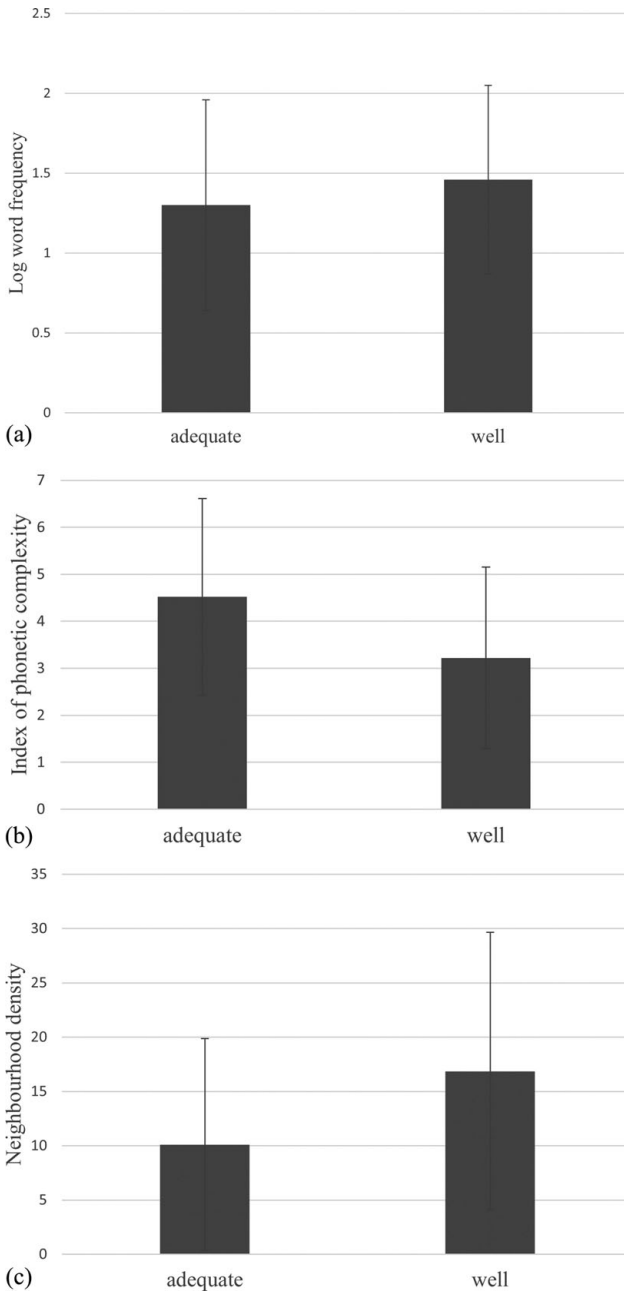 2.5
2
1.5
1
0.5
0
Log word frequency
adequate well
(a)
7
6
5
4
3
2
1
0
Index of phonetic complexity
adequate well
(b)
35
30
25
20
15
10
5
0
Neighbourhood density
adequate well
(c)